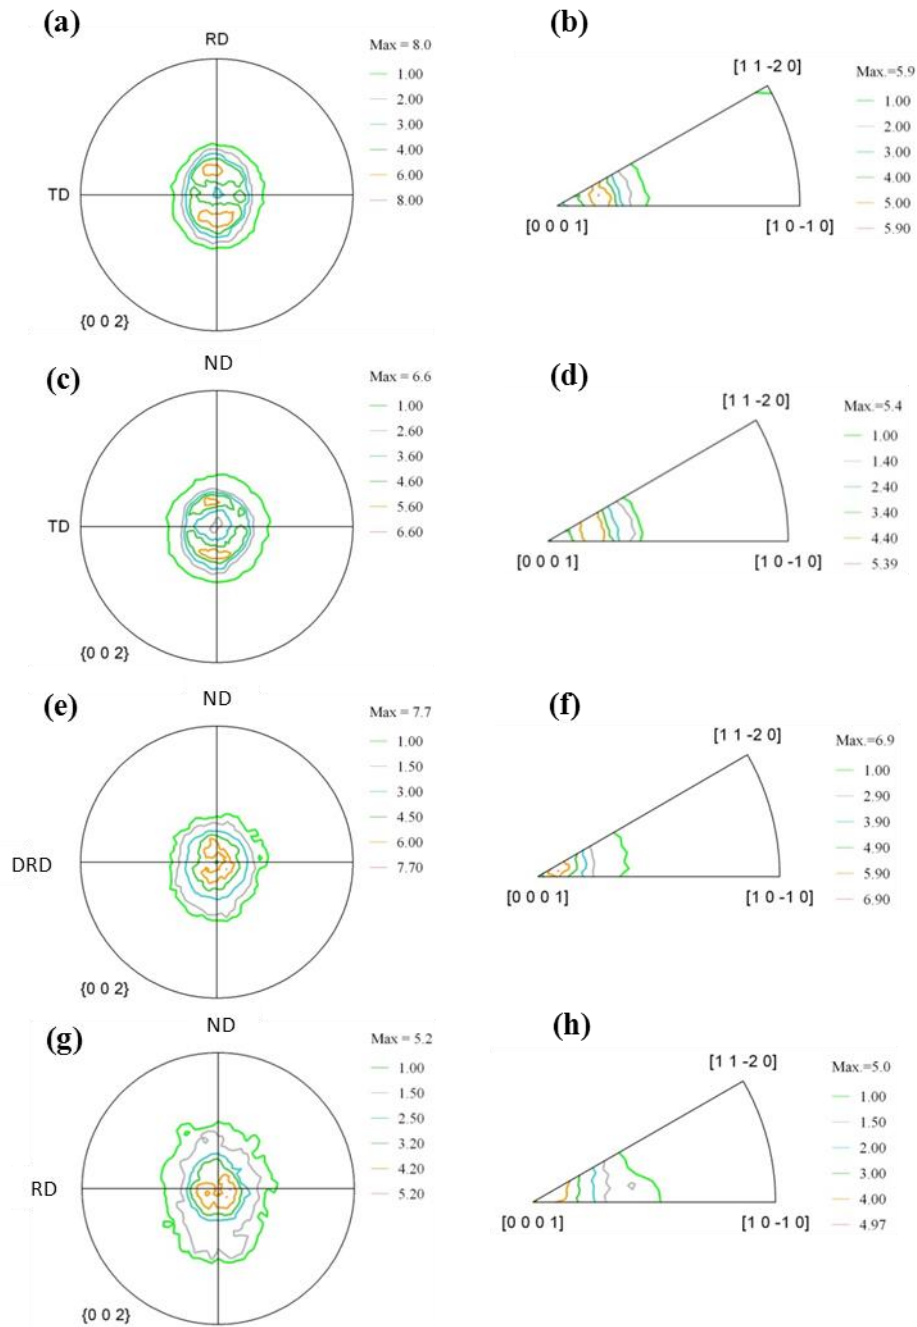 (a)
RD
TD
{0 0 2}
Max = 8.0
1.00
2.00
3.00
4.00
6.00
8.00
(b)
[1 1 -2 0]
[0 0 0 1]
[1 0 -1 0]
Max.=5.9
1.00
2.00
3.00
4.00
5.00
5.90
(c)
ND
TD
{0 0 2}
Max = 6.6
1.00
2.60
3.60
4.60
5.60
6.60
(d)
[1 1 -2 0]
[0 0 0 1]
[1 0 -1 0]
Max.=5.4
1.00
1.40
2.40
3.40
4.40
5.39
(e)
ND
DRD
{0 0 2}
Max = 7.7
1.00
1.50
3.00
4.50
6.00
7.70
(f)
[1 1 -2 0]
[0 0 0 1]
[1 0 -1 0]
Max.=6.9
1.00
2.90
3.90
4.90
5.90
6.90
(g)
ND
RD
{0 0 2}
Max = 5.2
1.00
1.50
2.50
3.20
4.20
5.20
(h)
[1 1 -2 0]
[0 0 0 1]
[1 0 -1 0]
Max.=5.0
1.00
1.50
2.00
3.00
4.00
4.97